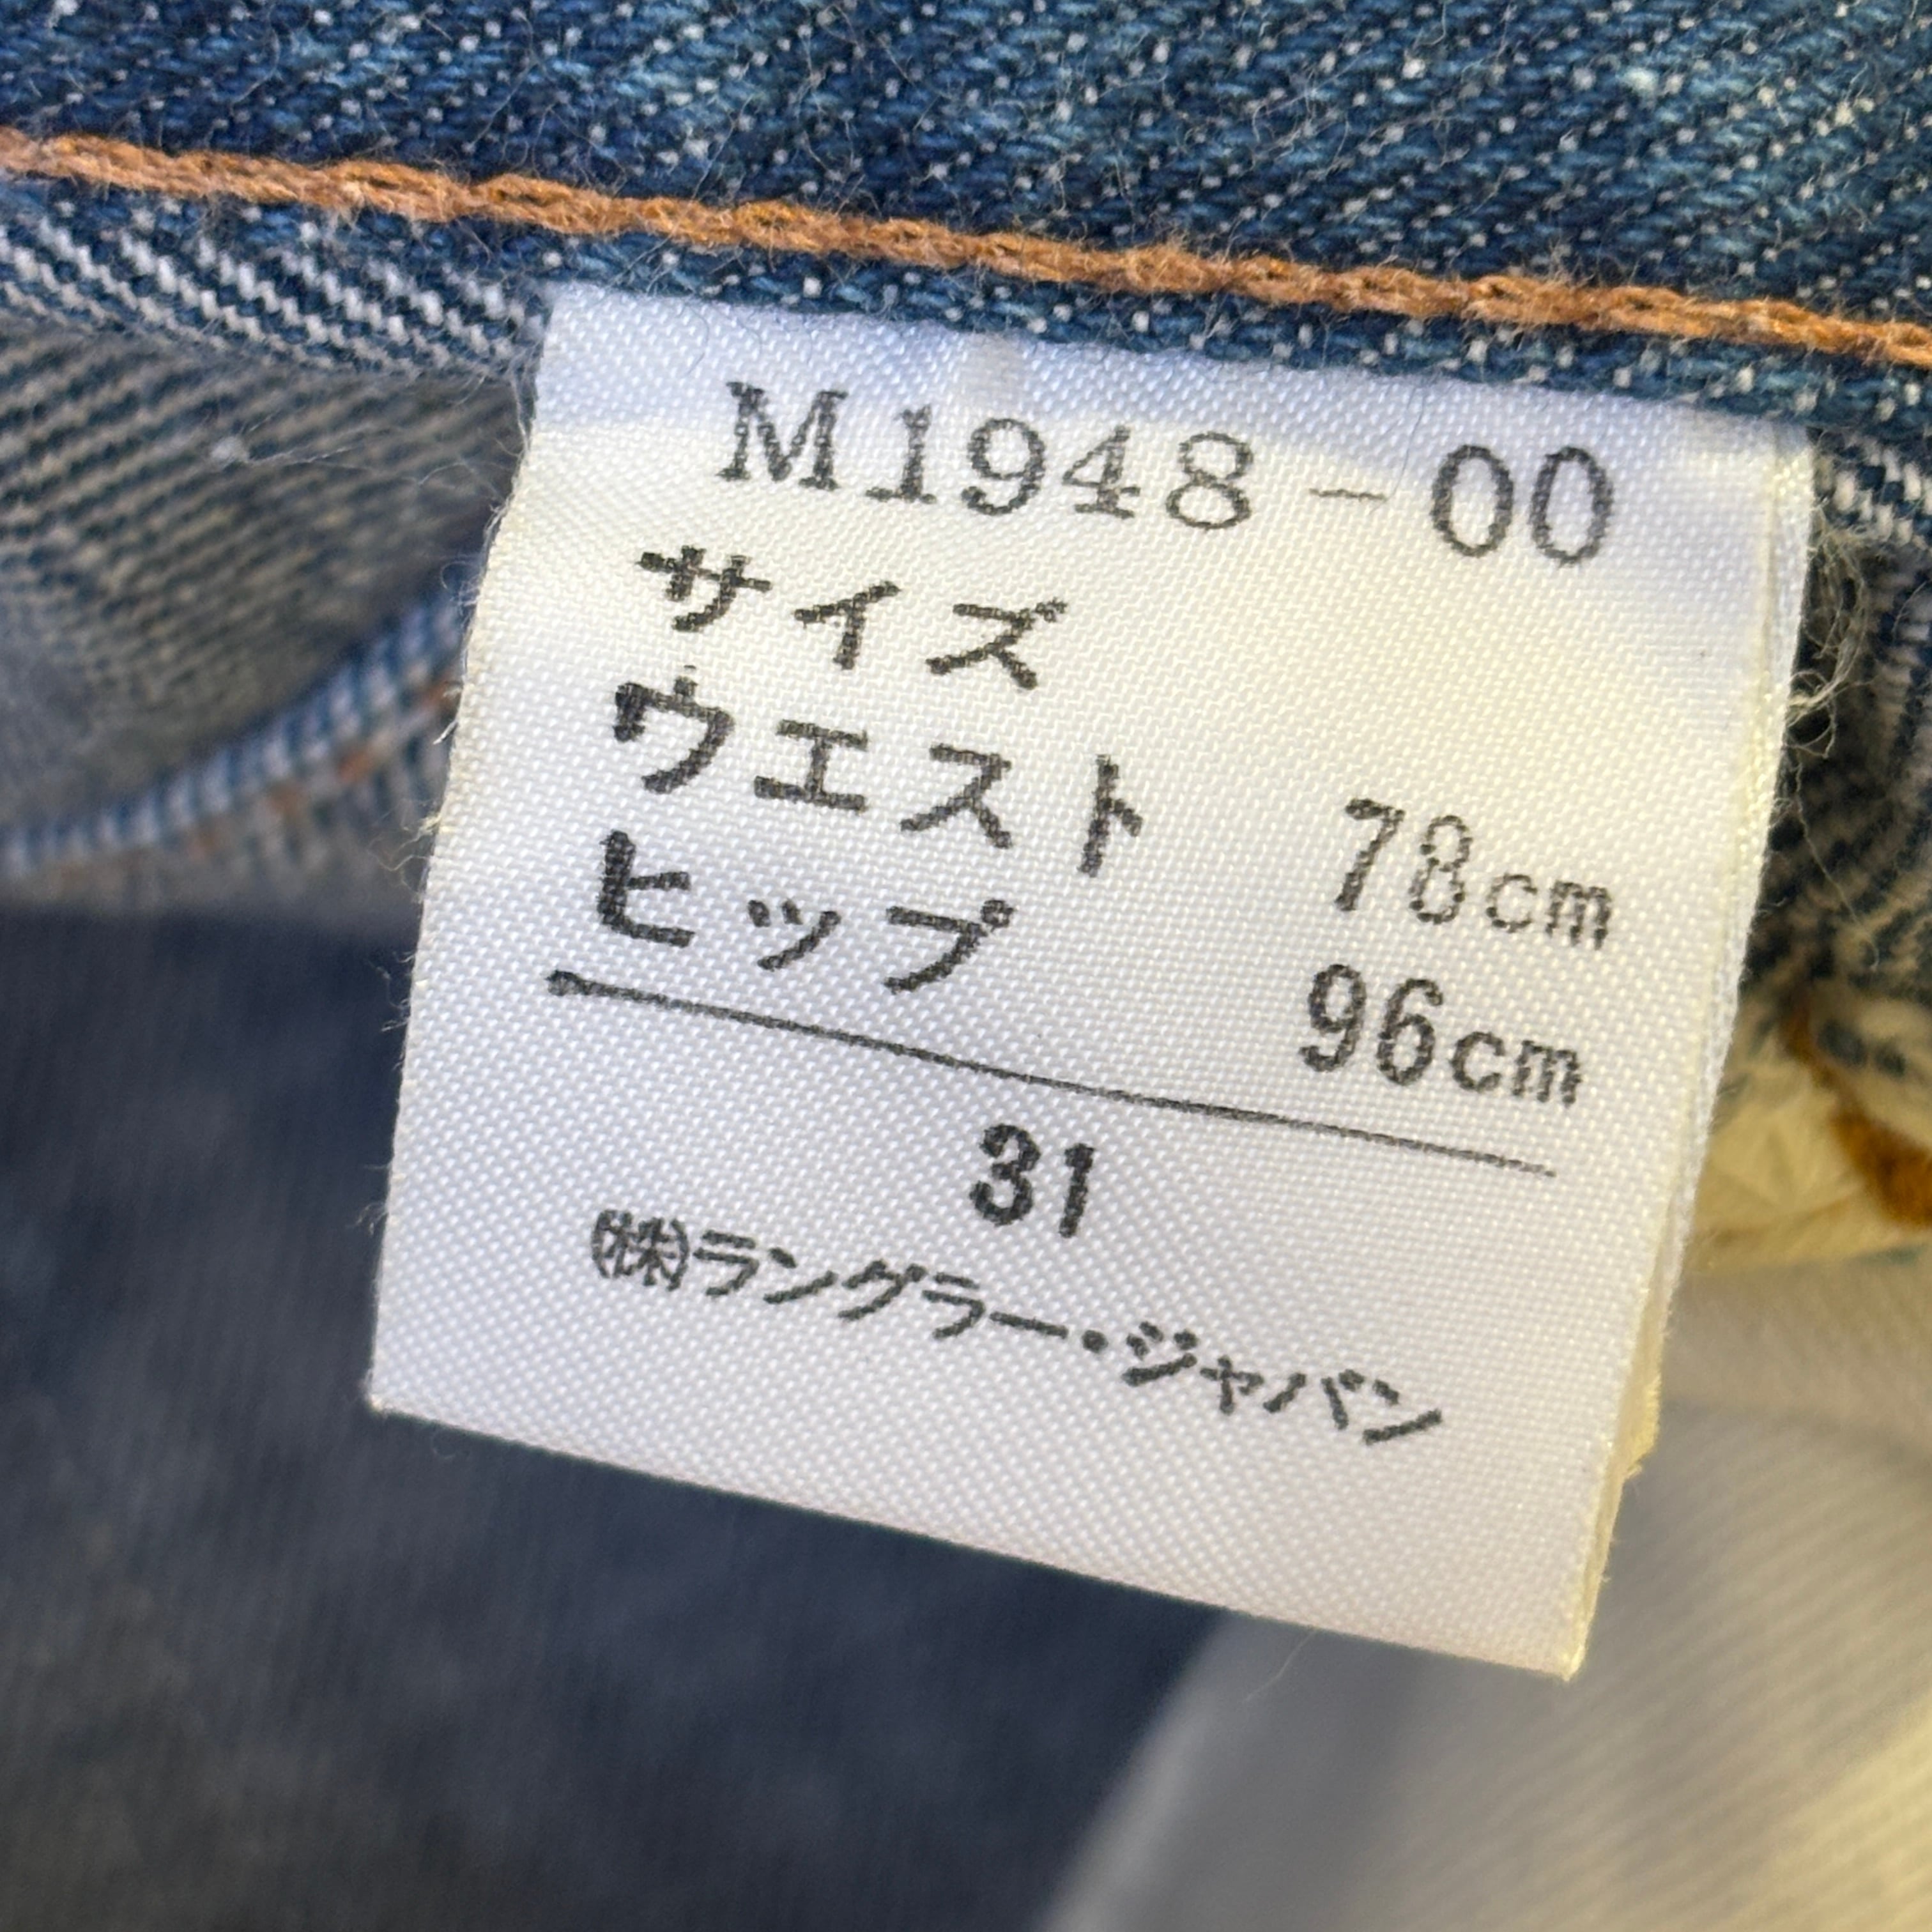 M1948-00
サイズ
ウエスト 78cm
ヒップ 96cm
31
㈱ラングラー・ジャパン